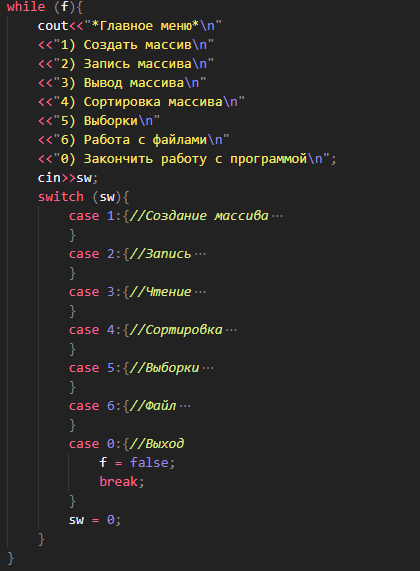 while (f){
cout<<"*Главное меню*\n"
<<"1) Создать массив\n"
<<"2) Запись массива\n"
<<"3) Вывод массива\n"
<<"4) Сортировка массива\n"
<<"5) Выборки\n"
<<"6) Работа с файлами\n"
<<"0) Закончить работу с программой\n";
cin>>sw;
switch (sw){
case 1:{//Создание массива ···
}
case 2:{//Запись ···
}
case 3:{//Чтение ···
}
case 4:{//Сортировка ···
}
case 5:{//Выборки ···
}
case 6:{//Файл ···
}
case 0:{//Выход
f = false;
break;
}
sw = 0;
}
}